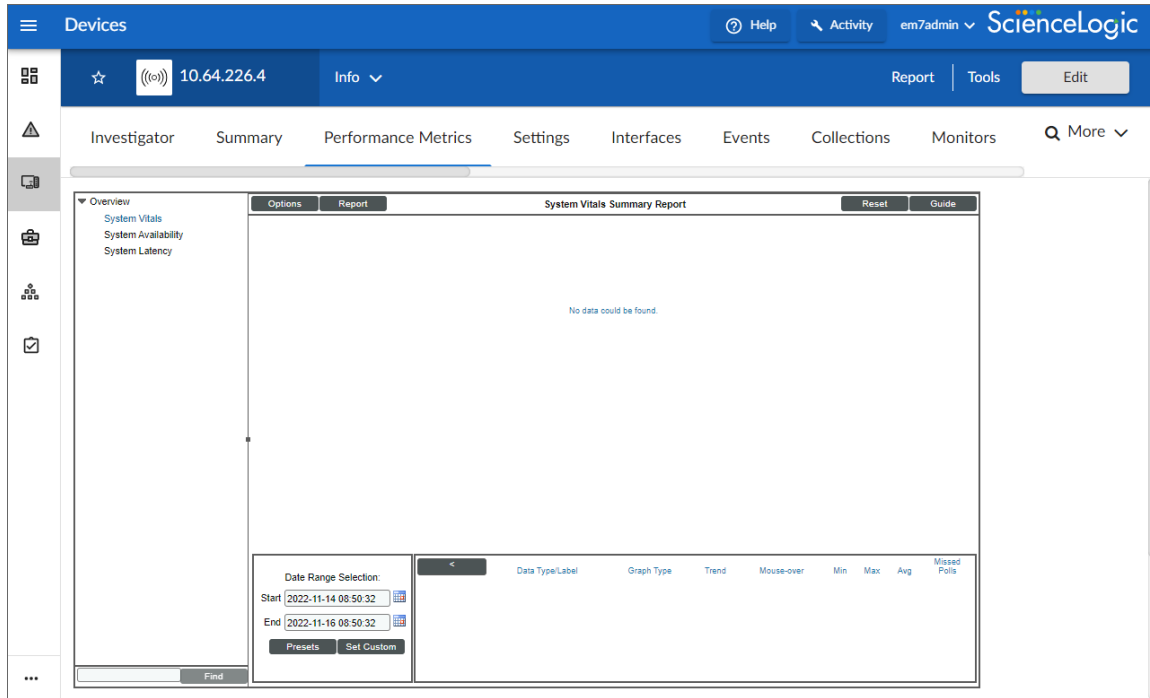 Devices
Help
Activity
em7admin
ScienceLogic
10.64.226.4
Info
Report
Tools
Edit
Investigator
Summary
Performance Metrics
Settings
Interfaces
Events
Collections
Monitors
More
Overview
System Vitals
System Availability
System Latency
Find
Options
Report
System Vitals Summary Report
Reset
Guide
No data could be found.
Date Range Selection:
Start 2022-11-14 08:50:32
End 2022-11-16 08:50:32
Presets
Set Custom
<
Data Type/Label
Graph Type
Trend
Mouse-over
Min
Max
Avg
Missed
Polls